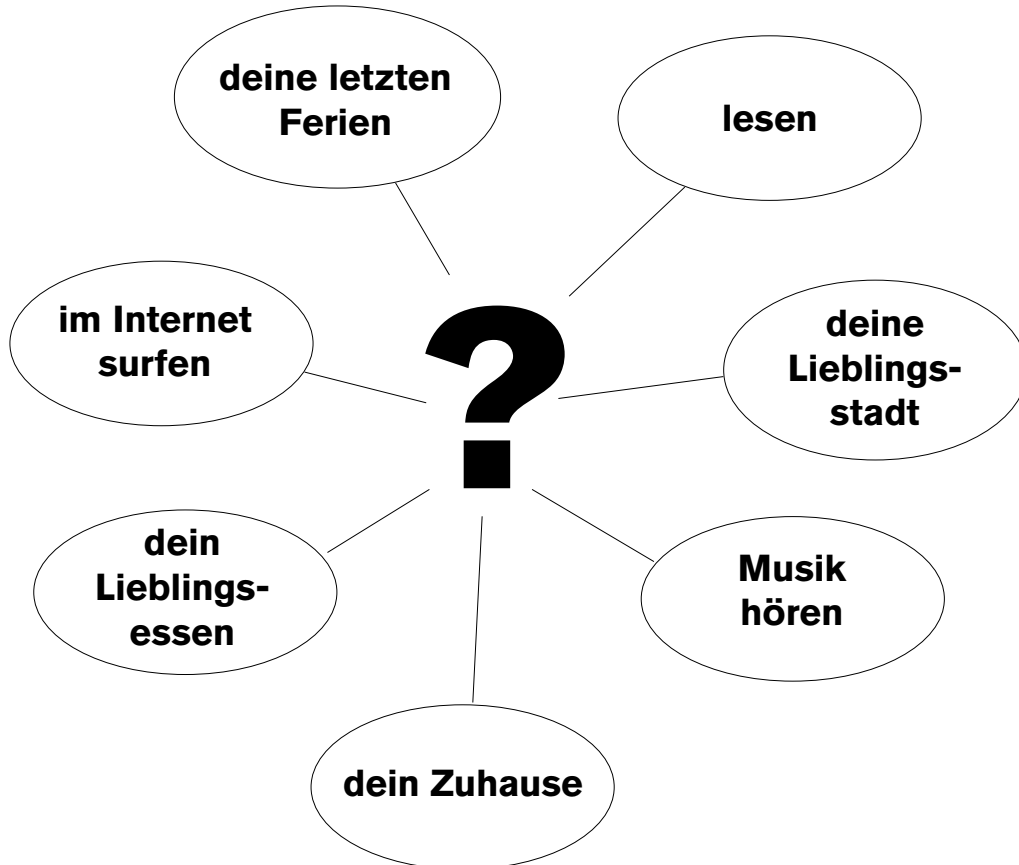 deine letzten
Ferien
lesen
im Internet
surfen
?
deine
Lieblings-
stadt
dein
Lieblings-
essen
Musik
hören
dein Zuhause